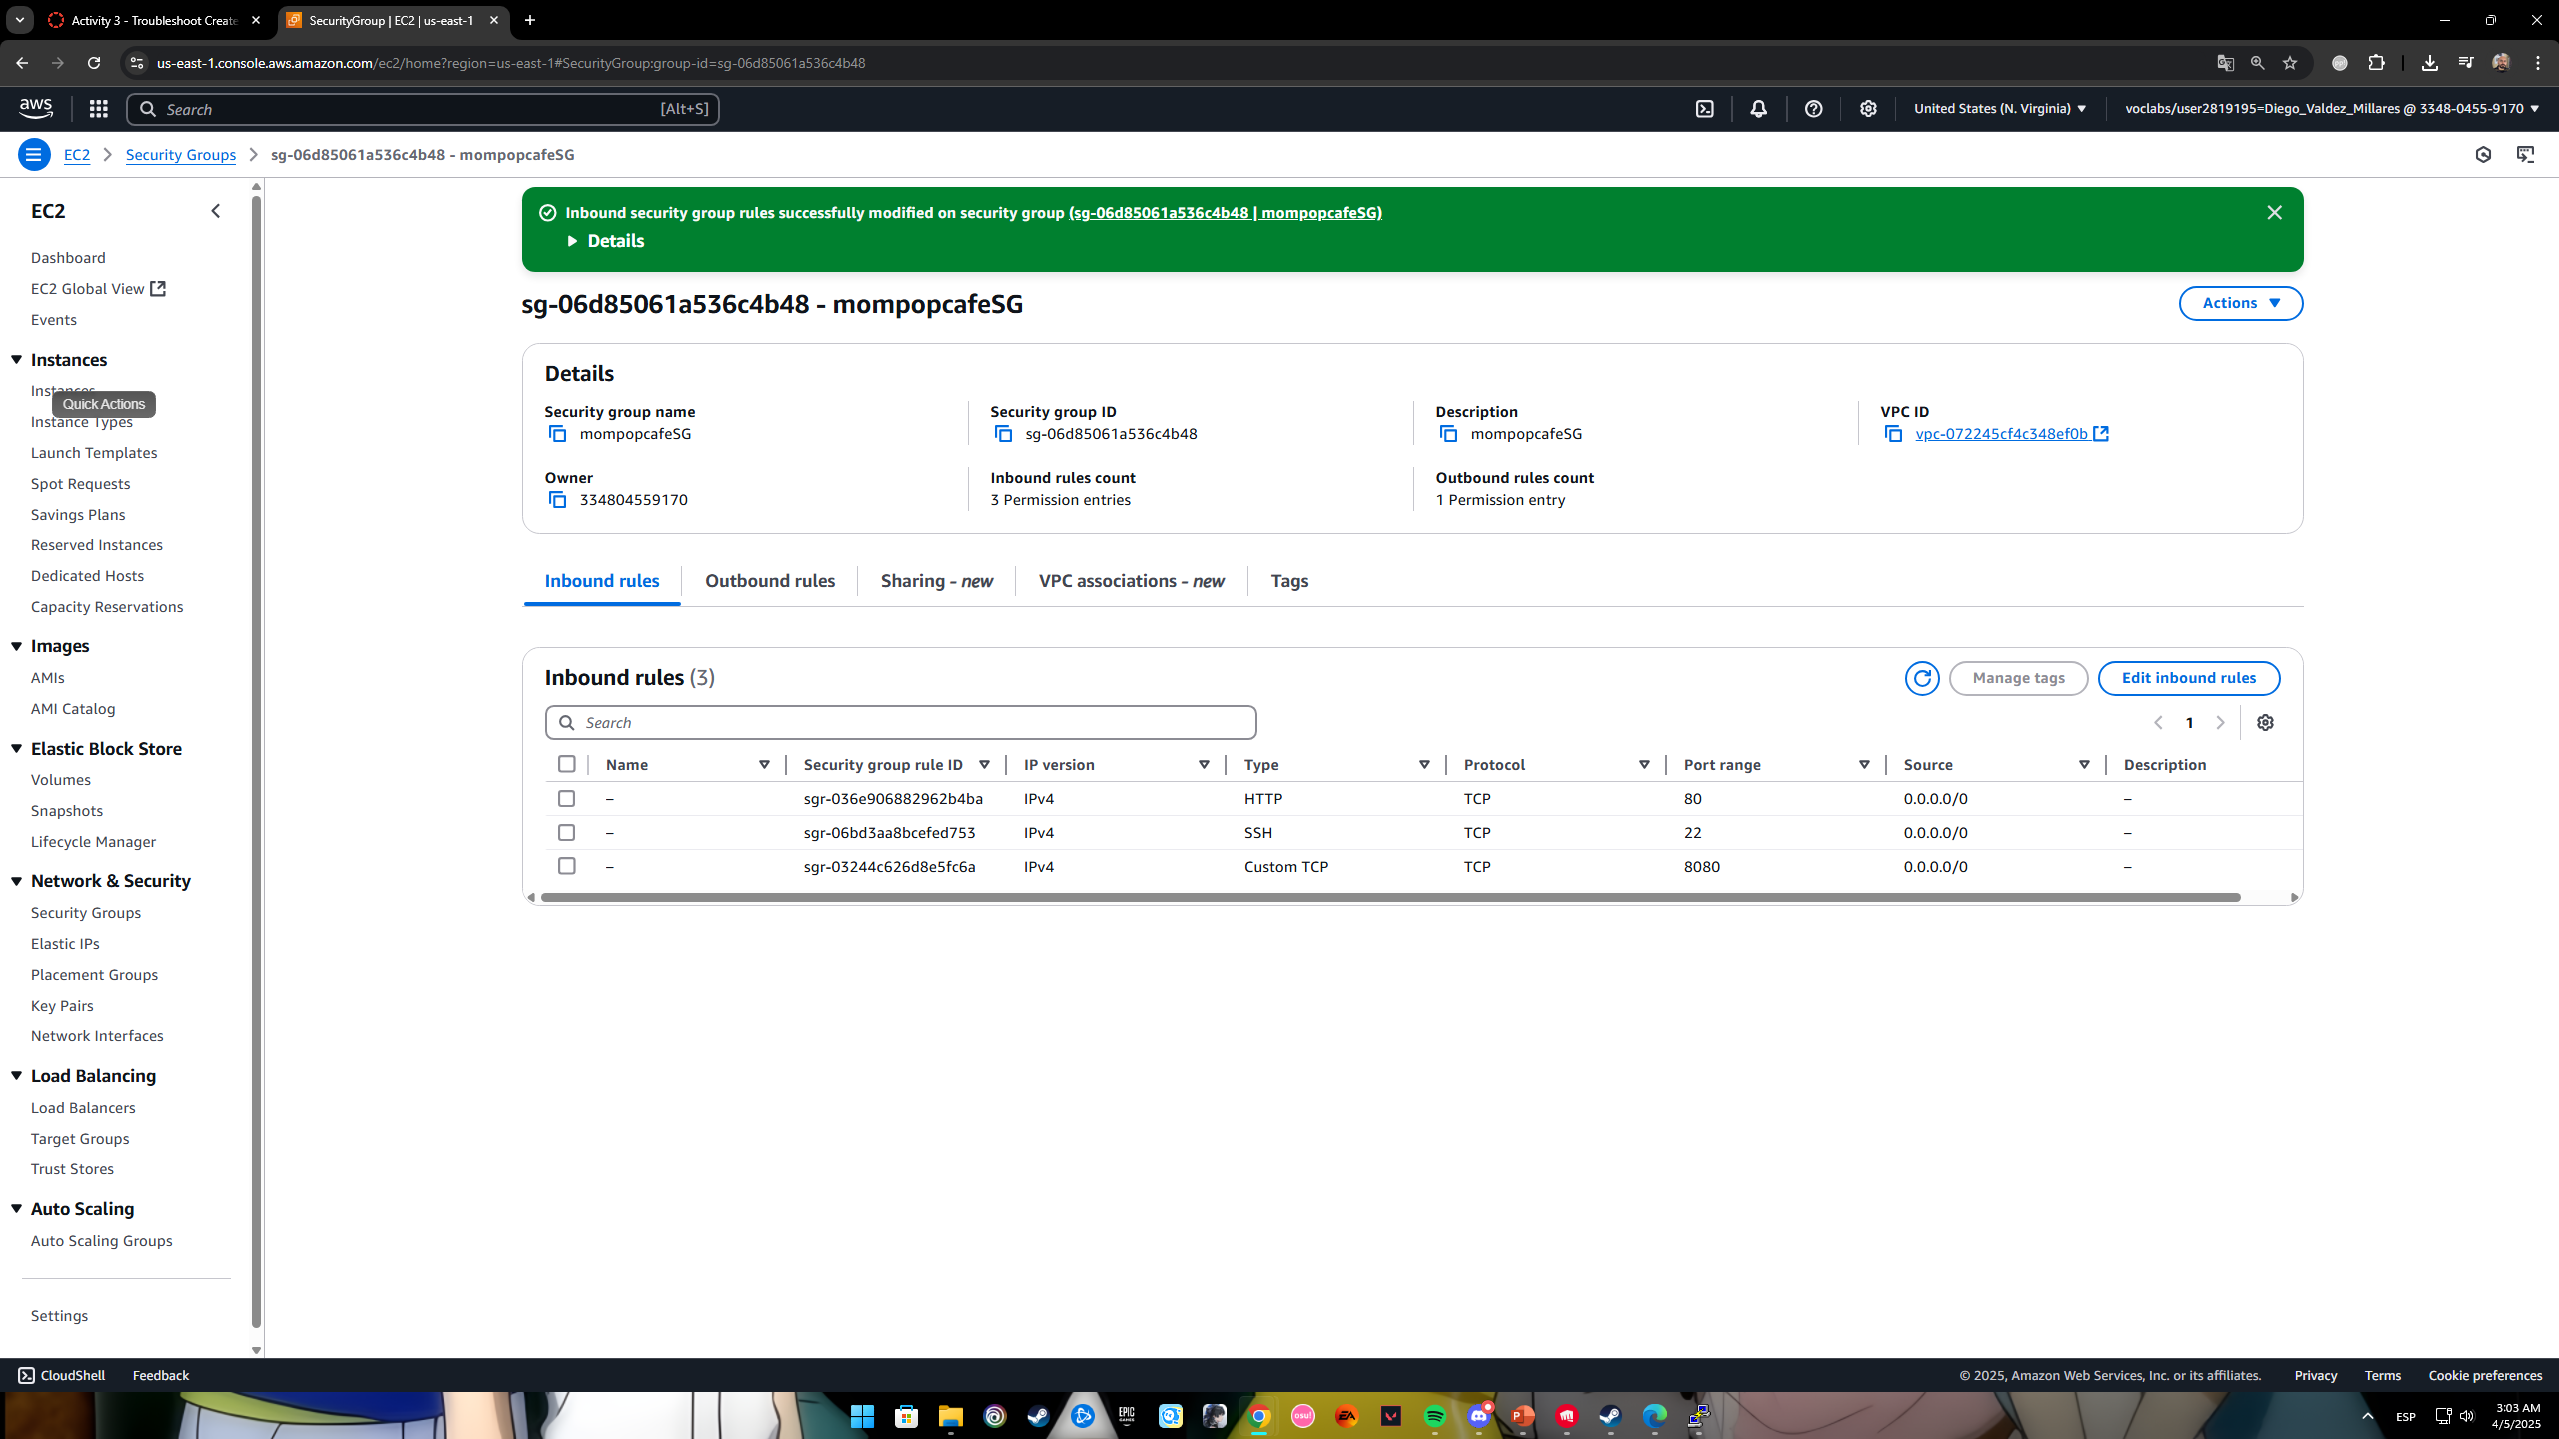 Activity 3 - Troubleshoot Create
SecurityGroup | EC2 | us-east-1
us-east-1.console.aws.amazon.com/ec2/home?region=us-east-1#SecurityGroup:group-id=sg-06d85061a536c4b48
aws
Search
[Alt+S]
United States (N. Virginia)
voclabs/user2819195=Diego_Valdez_Millares @ 3348-0455-9170
EC2
Security Groups
sg-06d85061a536c4b48 - mompopcafeSG
EC2
Dashboard
EC2 Global View
Events
Instances
Instances
Quick Actions
Instance Types
Launch Templates
Spot Requests
Savings Plans
Reserved Instances
Dedicated Hosts
Capacity Reservations
Images
AMIs
AMI Catalog
Elastic Block Store
Volumes
Snapshots
Lifecycle Manager
Network & Security
Security Groups
Elastic IPs
Placement Groups
Key Pairs
Network Interfaces
Load Balancing
Load Balancers
Target Groups
Trust Stores
Auto Scaling
Auto Scaling Groups
Settings
Inbound security group rules successfully modified on security group (sg-06d85061a536c4b48 | mompopcafeSG)
Details
sg-06d85061a536c4b48 - mompopcafeSG
Actions
Details
Security group name
mompopcafeSG
Security group ID
sg-06d85061a536c4b48
Description
mompopcafeSG
VPC ID
vpc-072245cf4c348ef0b
Owner
334804559170
Inbound rules count
3 Permission entries
Outbound rules count
1 Permission entry
Inbound rules
Outbound rules
Sharing - new
VPC associations - new
Tags
Inbound rules (3)
Manage tags
Edit inbound rules
Search
1
Name Security group rule ID IP version Type Protocol Port range Source Description
– sgr-036e906882962b4ba IPv4 HTTP TCP 80 0.0.0.0/0 –
– sgr-06bd3aa8bcefed753 IPv4 SSH TCP 22 0.0.0.0/0 –
– sgr-03244c626d8e5fc6a IPv4 Custom TCP TCP 8080 0.0.0.0/0 –
CloudShell
Feedback
© 2025, Amazon Web Services, Inc. or its affiliates.
Privacy
Terms
Cookie preferences
EPIC
GAMES
osu!
EA
ESP
3:03 AM
4/5/2025